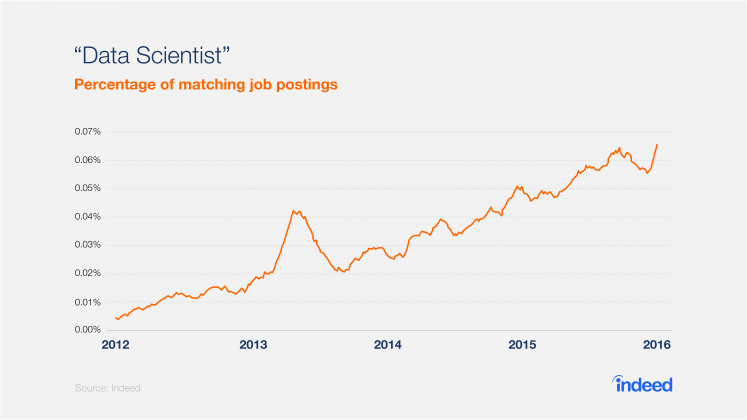 “Data Scientist”
Percentage of matching job postings
0.07%
0.06%
0.05%
0.04%
0.03%
0.02%
0.01%
0.00%
2012 2013 2014 2015 2016
Source: Indeed
indeed